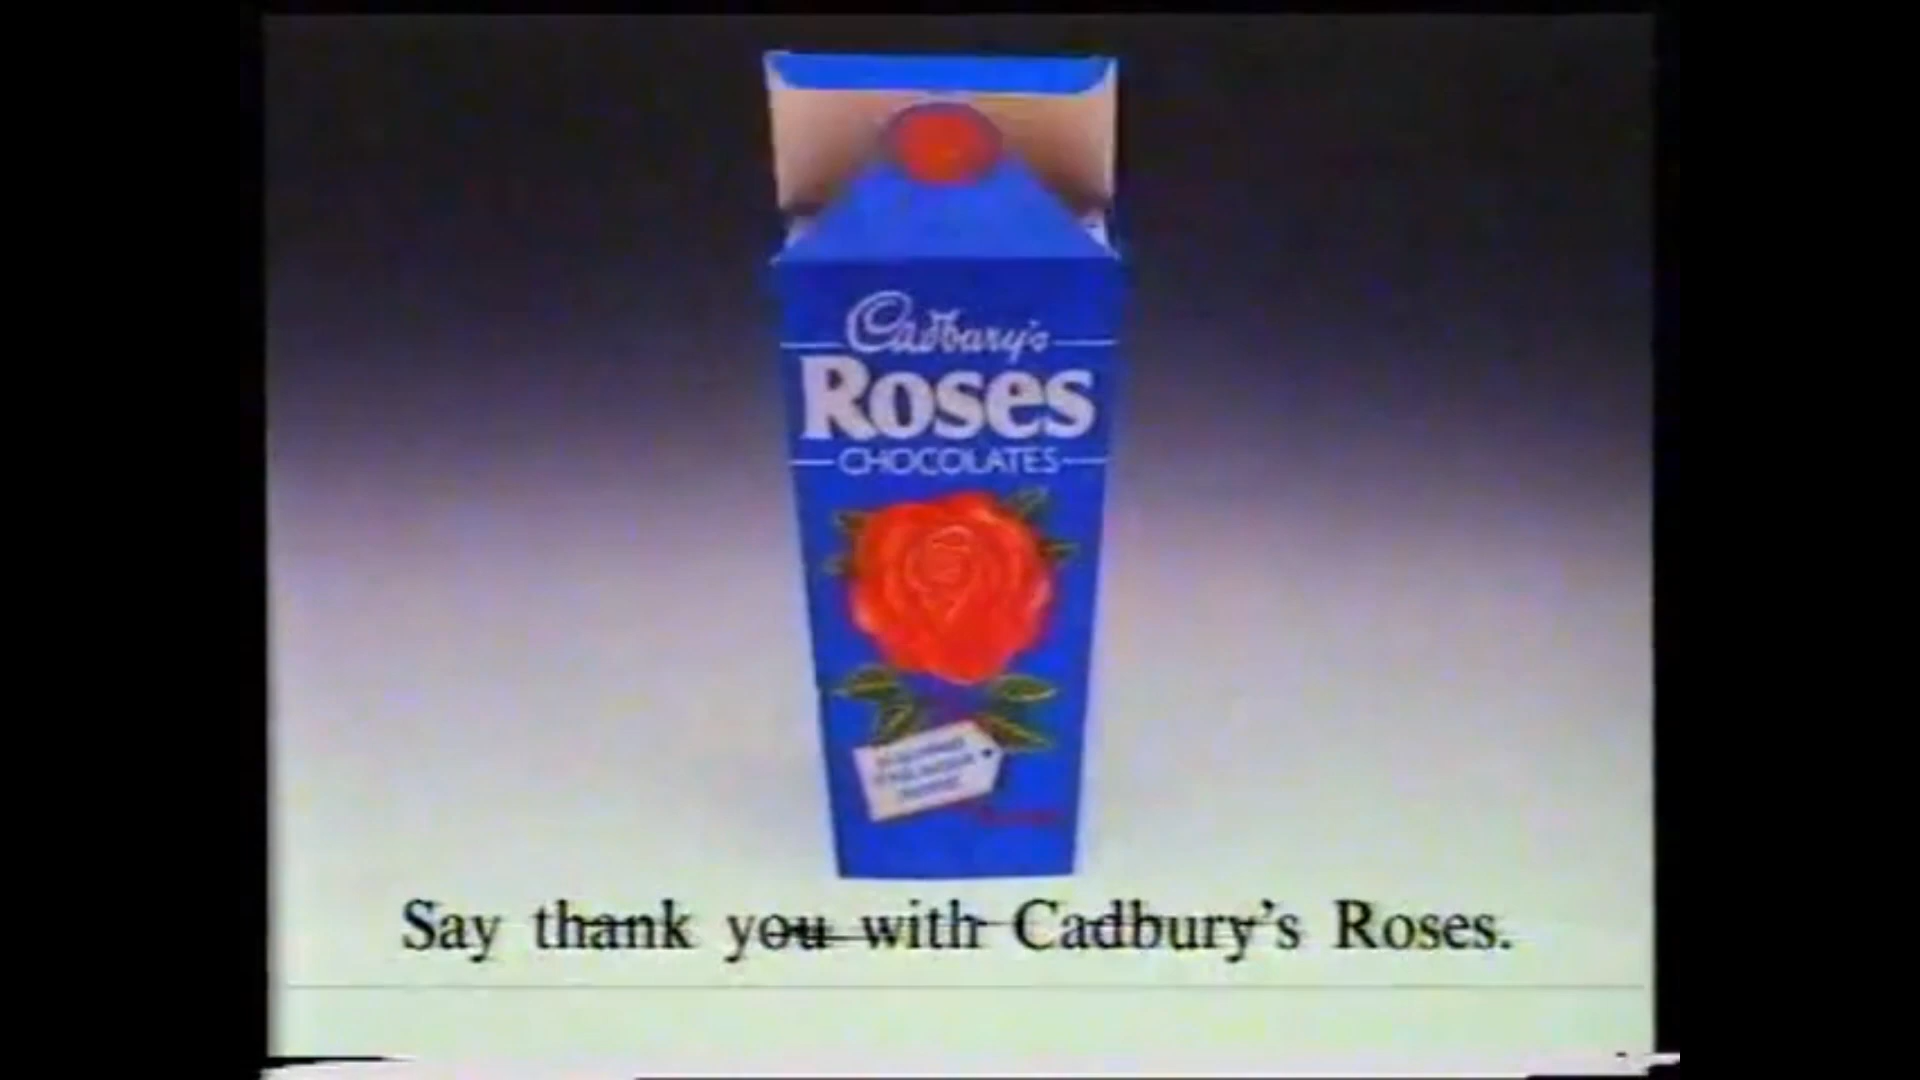 Cadbury's
Roses
CHOCOLATES
Say thank you with Cadbury's Roses.